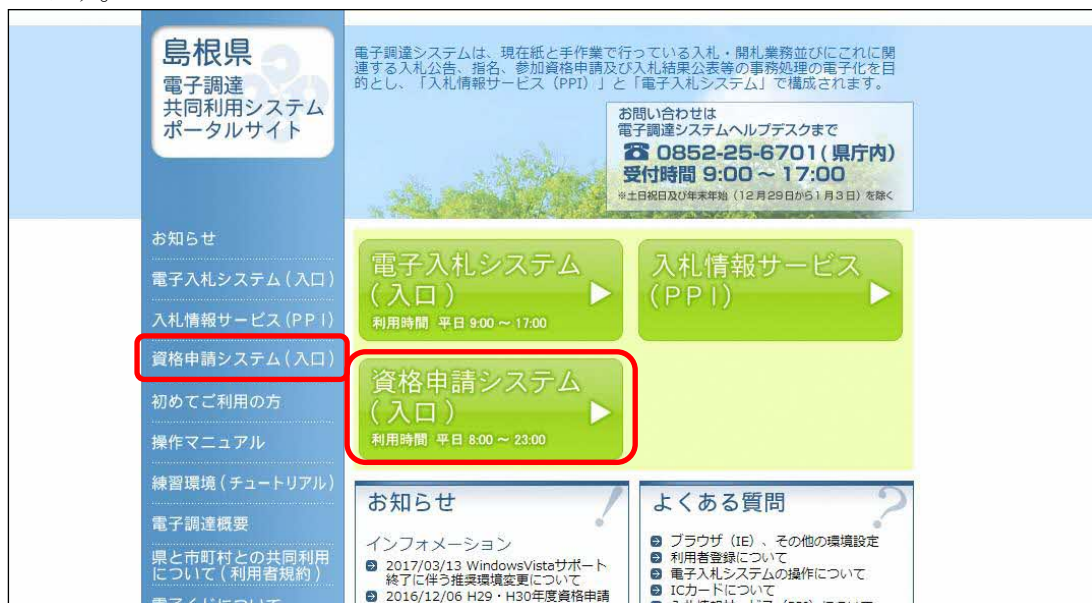 島根県
電子調達
共同利用システム
ポータルサイト
電子調達システムは、現在紙と手作業で行っている入札・開札業務並びにこれに関
連する入札公告、指名、参加資格申請及び入札結果公表等の事務処理の電子化を目
的とし、「入札情報サービス（PPI）」と「電子入札システム」で構成されます。
お問い合わせは
電子調達システムヘルプデスクまで
☎ 0852-25-6701(県庁内)
受付時間 9:00～17:00
※土日祝日及び年末年始（12月29日から1月3日）を除く
お知らせ
電子入札システム(入口)
入札情報サービス(PPI)
資格申請システム(入口)
初めてご利用の方
操作マニュアル
練習環境(チュートリアル)
電子調達概要
県と市町村との共同利用
について(利用者規約)
電子入札システム
(入口)
利用時間 平日 9:00～17:00
入札情報サービス
(PPI)
資格申請システム
(入口)
利用時間 平日 8:00～23:00
お知らせ
インフォメーション
2017/03/13 WindowsVistaサポート
終了に伴う推奨環境変更について
2016/12/06 H29・H30年度資格申請
よくある質問
ブラウザ（IE）、その他の環境設定
利用者登録について
電子入札システムの操作について
ICカードについて